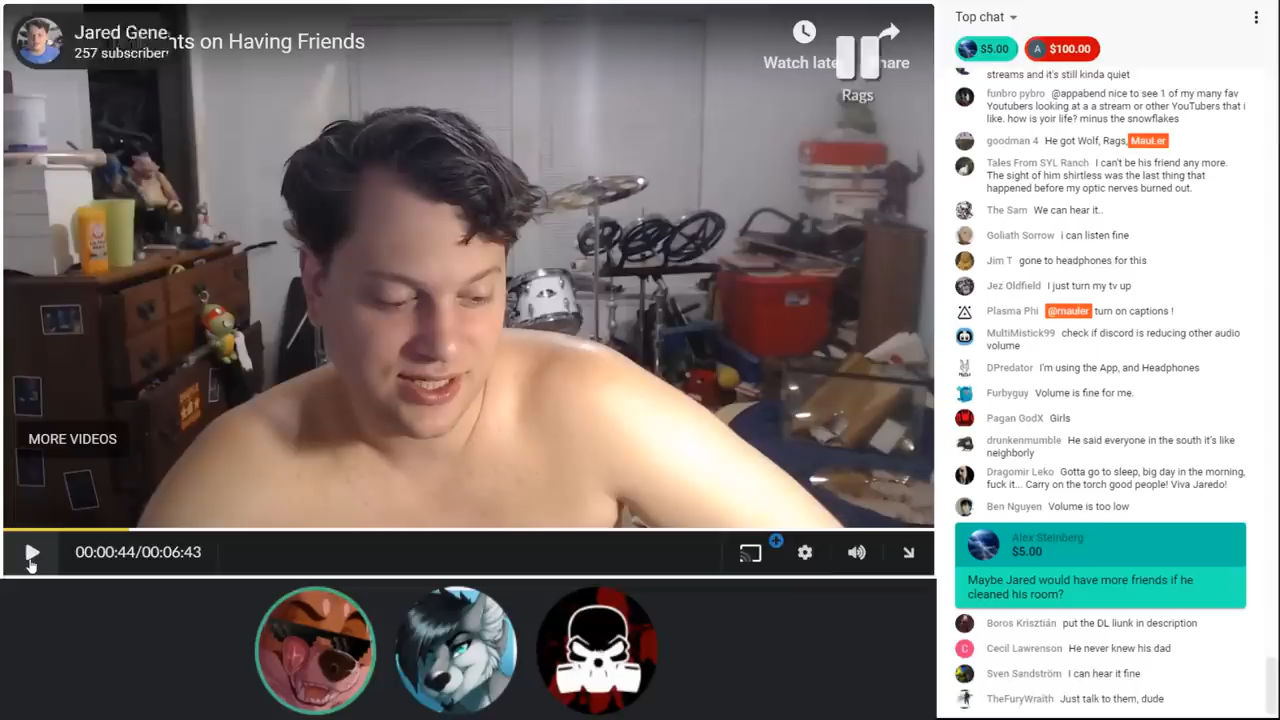 Jared Gene
nts on Having Friends
257 subscriber
Watch late
hare
Rags
MORE VIDEOS
00:00:44/00:06:43
Top chat
$5.00
A $100.00
streams and it's still kinda quiet
funbro pybro @appabend nice to see 1 of my many fav
Youtubers looking at a a stream or other YouTubers that i
like. how is yoir life? minus the snowflakes
goodman 4 He got Wolf, Rags, MauLer
Tales From SYL Ranch I can't be his friend any more.
The sight of him shirtless was the last thing that
happened before my optic nerves burned out.
The Sam We can hear it..
Goliath Sorrow i can listen fine
Jim T gone to headphones for this
Jez Oldfield I just turn my tv up
Plasma Phi @mauler turn on captions !
MultiMistick99 check if discord is reducing other audio
volume
DPredator I'm using the App, and Headphones
Furbyguy Volume is fine for me.
Pagan GodX Girls
drunkenmumble He said everyone in the south it's like
neighborly
Dragomir Leko Gotta go to sleep, big day in the morning,
fuck it... Carry on the torch good people! Viva Jaredo!
Ben Nguyen Volume is too low
Alex Steinberg
$5.00
Maybe Jared would have more friends if he
cleaned his room?
Boros Krisztián put the DL liunk in description
C Cecil Lawrenson He never knew his dad
Sven Sandström I can hear it fine
TheFuryWraith Just talk to them, dude